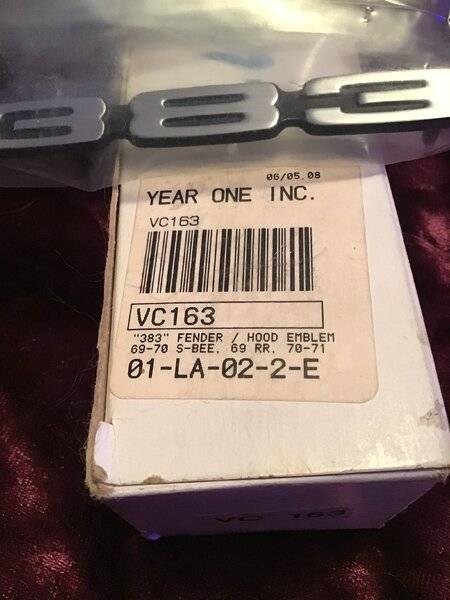 383
06/05.08
YEAR ONE INC.
VC163
VC163
"383" FENDER / HOOD EMBLEM
69-70 S-BEE, 69 RR, 70-71
01-LA-02-2-E
VC 163